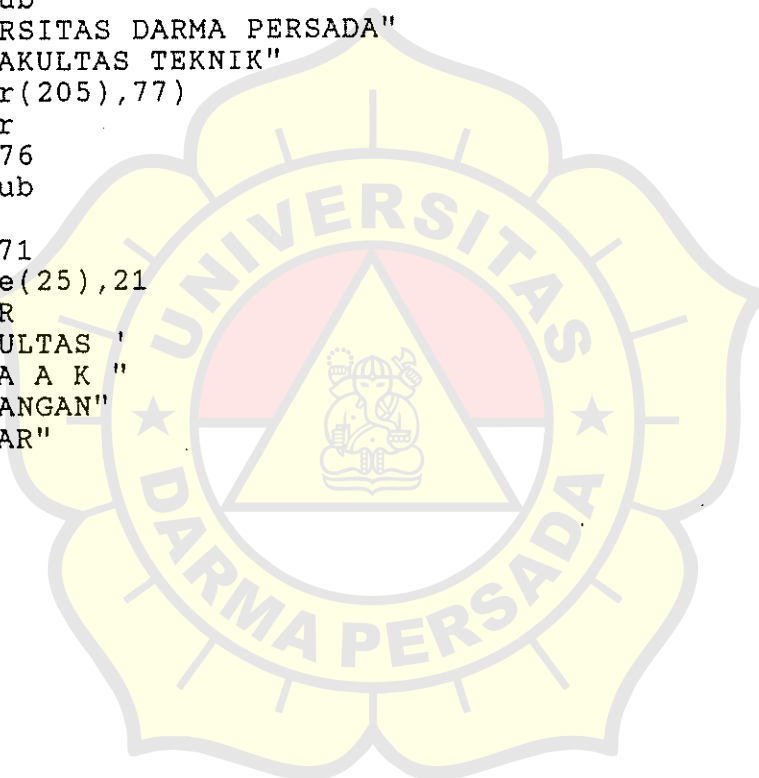 ub
RSITAS DARMA PERSADA"
AKULTAS TEKNIK"
r(205),77)
r
76
ub
71
e(25),21
R
ULTAS '
A A K "
ANGAN"
AR"
UNIVERSITAS
DARMA PERSADA